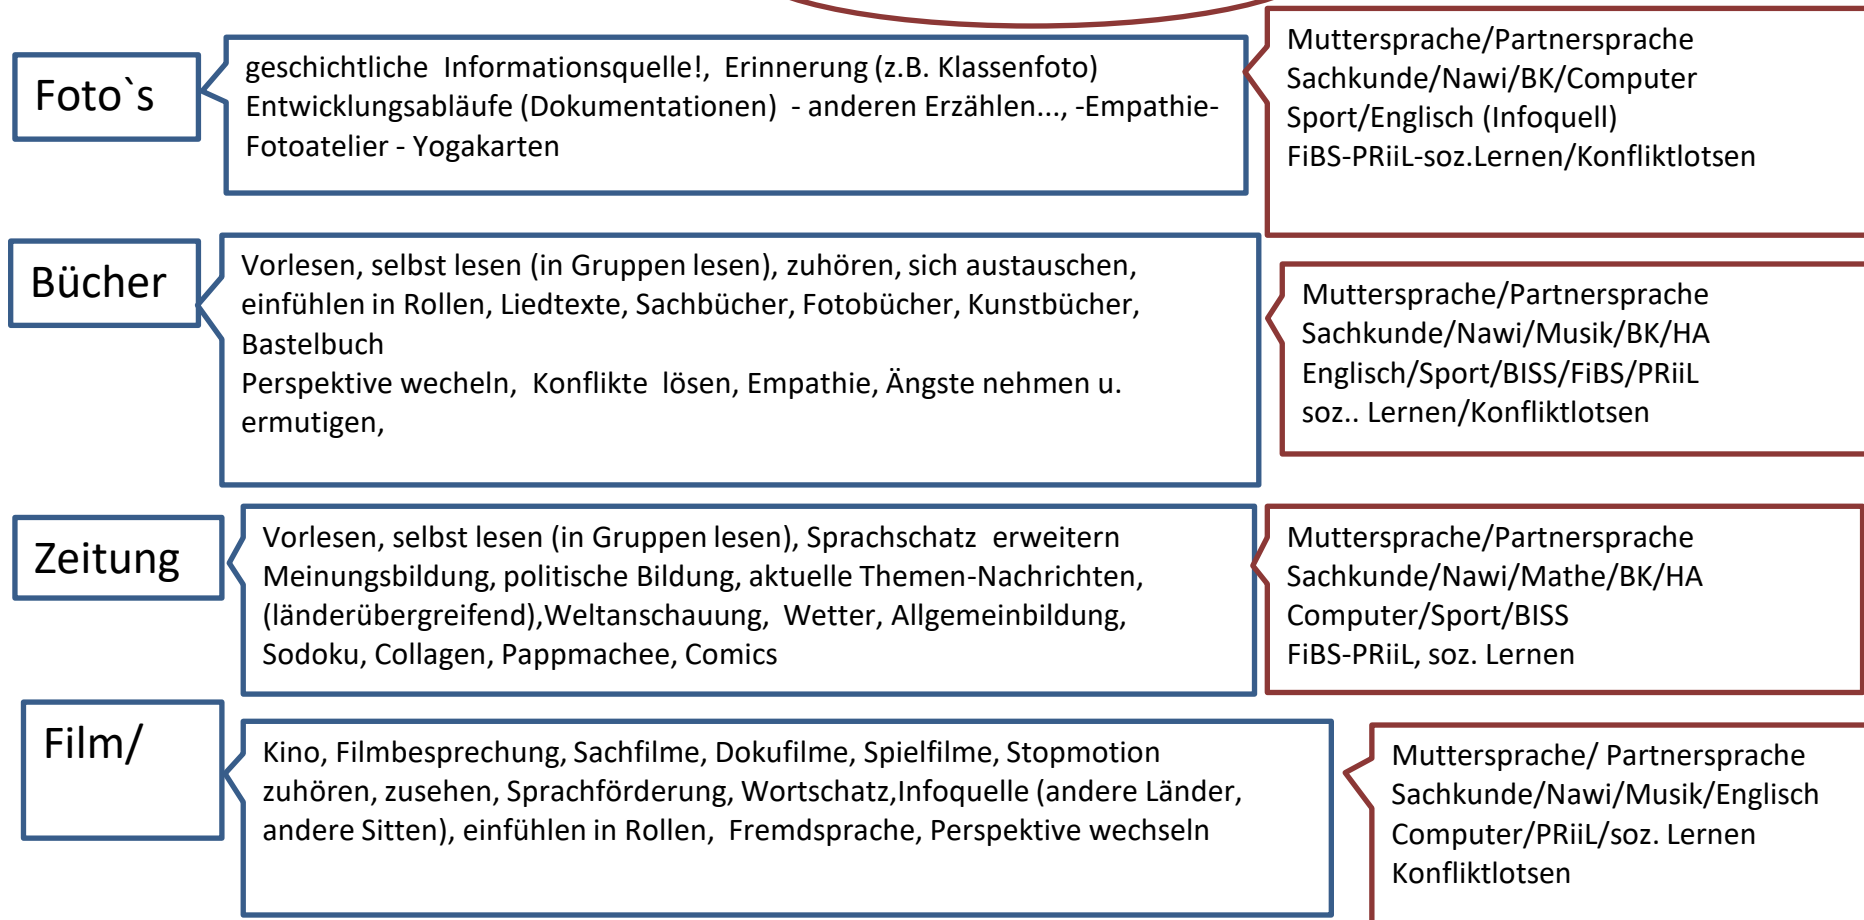 Foto`s
geschichtliche Informationsquelle!, Erinnerung (z.B. Klassenfoto)
Entwicklungsabläufe (Dokumentationen) - anderen Erzählen..., -Empathie-
Fotoatelier - Yogakarten
Muttersprache/Partnersprache
Sachkunde/Nawi/BK/Computer
Sport/Englisch (Infoquell)
FiBS-PRiiL-soz.Lernen/Konfliktlotsen
Bücher
Vorlesen, selbst lesen (in Gruppen lesen), zuhören, sich austauschen,
einfühlen in Rollen, Liedtexte, Sachbücher, Fotobücher, Kunstbücher,
Bastelbuch
Perspektive wecheln, Konflikte lösen, Empathie, Ängste nehmen u.
ermutigen,
Muttersprache/Partnersprache
Sachkunde/Nawi/Musik/BK/HA
Englisch/Sport/BISS/FiBS/PRiiL
soz.. Lernen/Konfliktlotsen
Zeitung
Vorlesen, selbst lesen (in Gruppen lesen), Sprachschatz erweitern
Meinungsbildung, politische Bildung, aktuelle Themen-Nachrichten,
(länderübergreifend),Weltanschauung, Wetter, Allgemeinbildung,
Sodoku, Collagen, Pappmachee, Comics
Muttersprache/Partnersprache
Sachkunde/Nawi/Mathe/BK/HA
Computer/Sport/BISS
FiBS-PRiiL, soz. Lernen
Film/
Kino, Filmbesprechung, Sachfilme, Dokufilme, Spielfilme, Stopmotion
zuhören, zusehen, Sprachförderung, Wortschatz,Infoquelle (andere Länder,
andere Sitten), einfühlen in Rollen, Fremdsprache, Perspektive wechseln
Muttersprache/ Partnersprache
Sachkunde/Nawi/Musik/Englisch
Computer/PRiiL/soz. Lernen
Konfliktlotsen